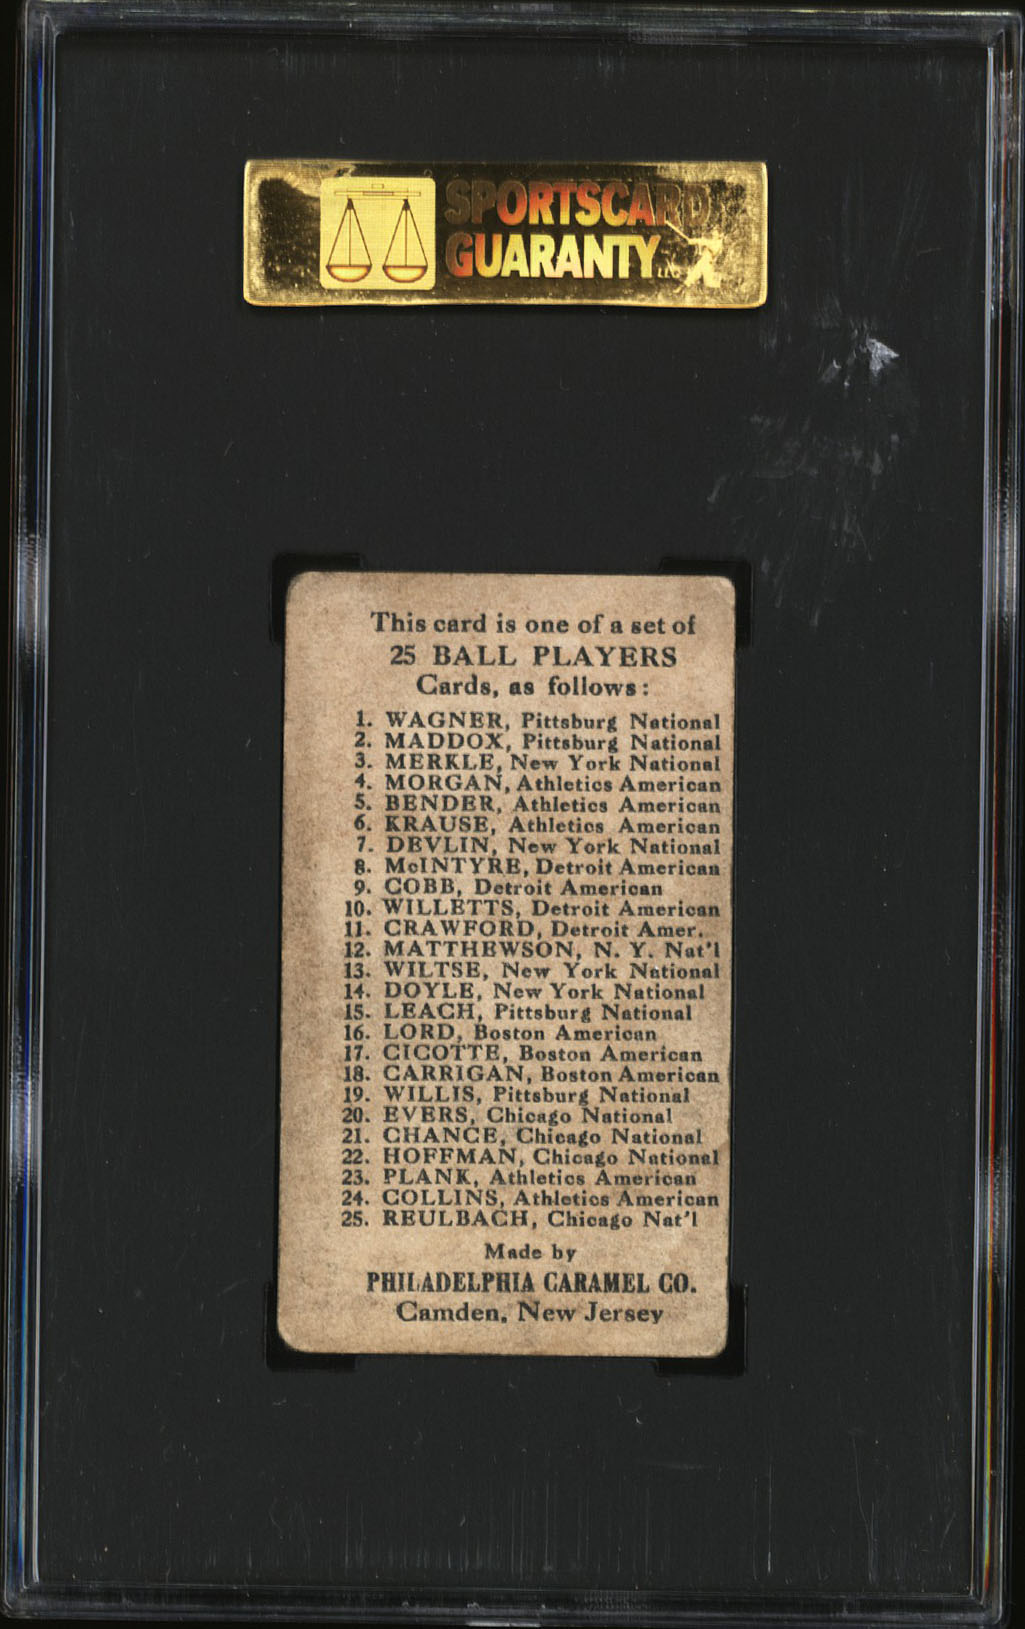 SPORTSCARD
GUARANTY LLC
This card is one of a set of
25 BALL PLAYERS
Cards, as follows:
1. WAGNER, Pittsburg National
2. MADDOX, Pittsburg National
3. MERKLE, New York National
4. MORGAN, Athletics American
5. BENDER, Athletics American
6. KRAUSE, Athletics American
7. DEVLIN, New York National
8. McINTYRE, Detroit American
9. COBB, Detroit American
10. WILLETTS, Detroit American
11. CRAWFORD, Detroit Amer.
12. MATTHEWSON, N. Y. Nat'l
13. WILTSE, New York National
14. DOYLE, New York National
15. LEACH, Pittsburg National
16. LORD, Boston American
17. CICOTTE, Boston American
18. CARRIGAN, Boston American
19. WILLIS, Pittsburg National
20. EVERS, Chicago National
21. CHANCE, Chicago National
22. HOFFMAN, Chicago National
23. PLANK, Athletics American
24. COLLINS, Athletics American
25. REULBACH, Chicago Nat'l
Made by
PHILADELPHIA CARAMEL CO.
Camden, New Jersey